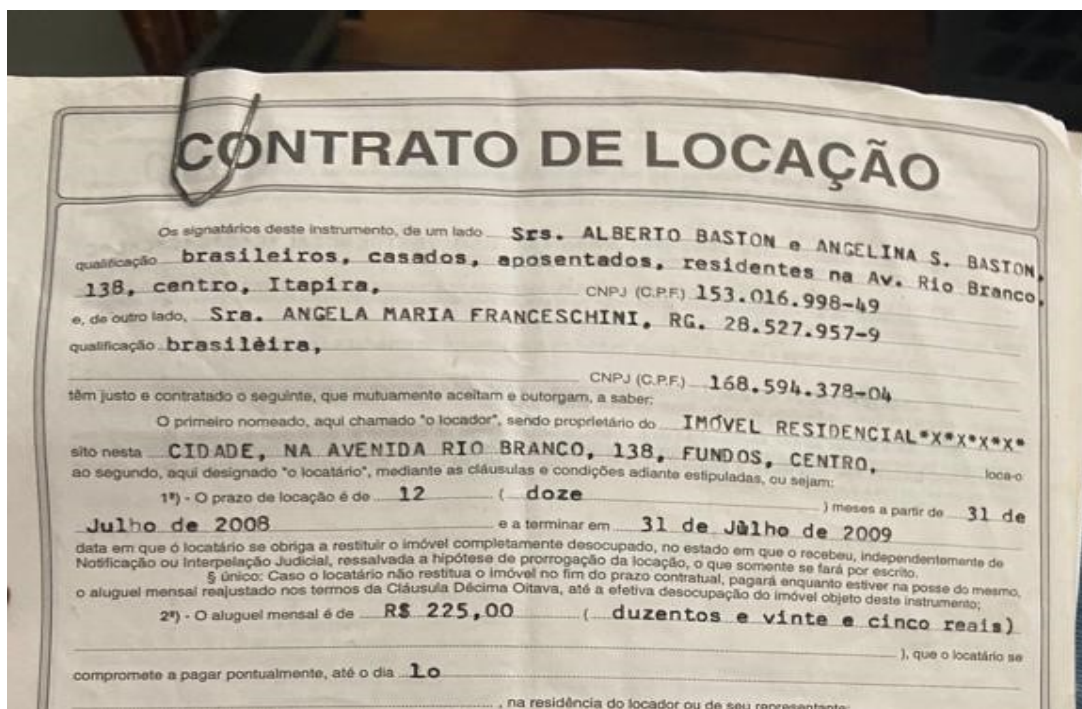 CONTRATO DE LOCAÇÃO
Os signatários deste instrumento, de um lado Srs. ALBERTO BASTON e ANGELINA S. BASTON,
qualificação brasileiros, casados, aposentados, residentes na Av. Rio Branco,
138, centro, Itapira, CNPJ (C.P.F.) 153.016.998-49
e, de outro lado, Sra. ANGELA MARIA FRANCESCHINI, RG. 28.527.957-9
qualificação brasilèira,
CNPJ (C.P.F.) 168.594.378-04
têm justo e contratado o seguinte, que mutuamente aceitam e outorgam, a saber:
O primeiro nomeado, aqui chamado "o locador", sendo proprietário do IMÓVEL RESIDENCIAL*X*X*X*X*
sito nesta CIDADE, NA AVENIDA RIO BRANCO, 138, FUNDOS, CENTRO, loca-o
ao segundo, aqui designado "o locatário", mediante as cláusulas e condições adiante estipuladas, ou sejam:
1ª) - O prazo de locação é de 12 ( doze ) meses a partir de 31 de
Julho de 2008 e a terminar em 31 de Julho de 2009
data em que o locatário se obriga a restituir o imóvel completamente desocupado, no estado em que o recebeu, independentemente de
Notificação ou Interpelação Judicial, ressalvada a hipótese de prorrogação da locação, o que somente se fará por escrito.
§ único: Caso o locatário não restitua o imóvel no fim do prazo contratual, pagará enquanto estiver na posse do mesmo,
o aluguel mensal reajustado nos termos da Cláusula Décima Oitava, até a efetiva desocupação do imóvel objeto deste instrumento;
2ª) - O aluguel mensal é de R$ 225,00 ( duzentos e vinte e cinco reais)
), que o locatário se
compromete a pagar pontualmente, até o dia 1o
, na residência do locador ou de seu representante;